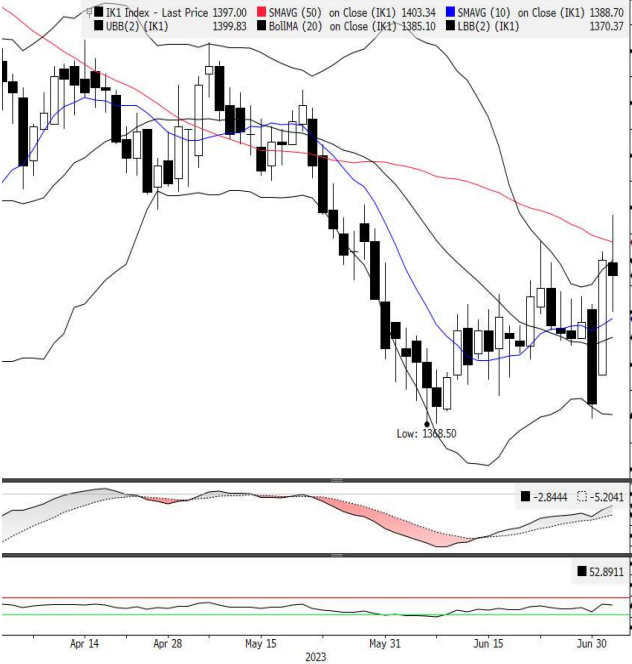 IK1 Index - Last Price 1397.00 SMAVG (50) on Close (IK1) 1403.34 SMAVG (10) on Close (IK1) 1388.70
UBB(2) (IK1) 1399.83 BollMA (20) on Close (IK1) 1385.10 LBB(2) (IK1) 1370.37
Low: 1368.50
-2.8444 -5.2041
52.8911
Apr 14 Apr 28 May 15 May 31 Jun 15 Jun 30
2023